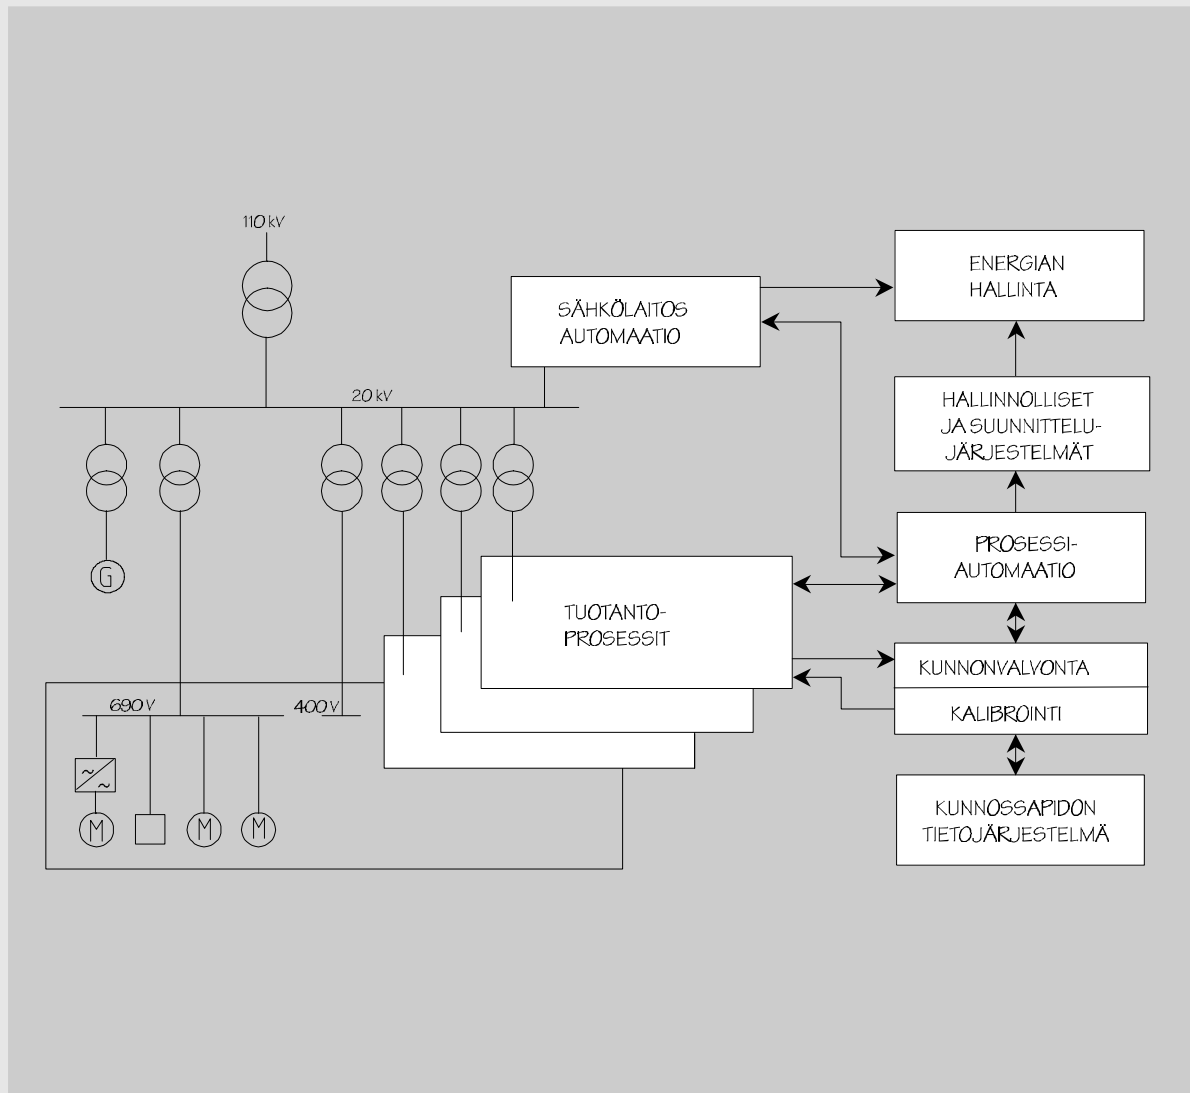 110 kV
ENERGIAN
HALLINTA
SÄHKÖLAITOS
AUTOMAATIO
20 kV
HALLINNOLLISET
JA SUUNNITTELU-
JÄRJESTELMÄT
PROSESSI-
AUTOMAATIO
G
TUOTANTO-
PROSESSIT
KUNNONVALVONTA
KALIBROINTI
690 V
400 V
M
M
M
KUNNOSSAPIDON
TIETOJÄRJESTELMÄ